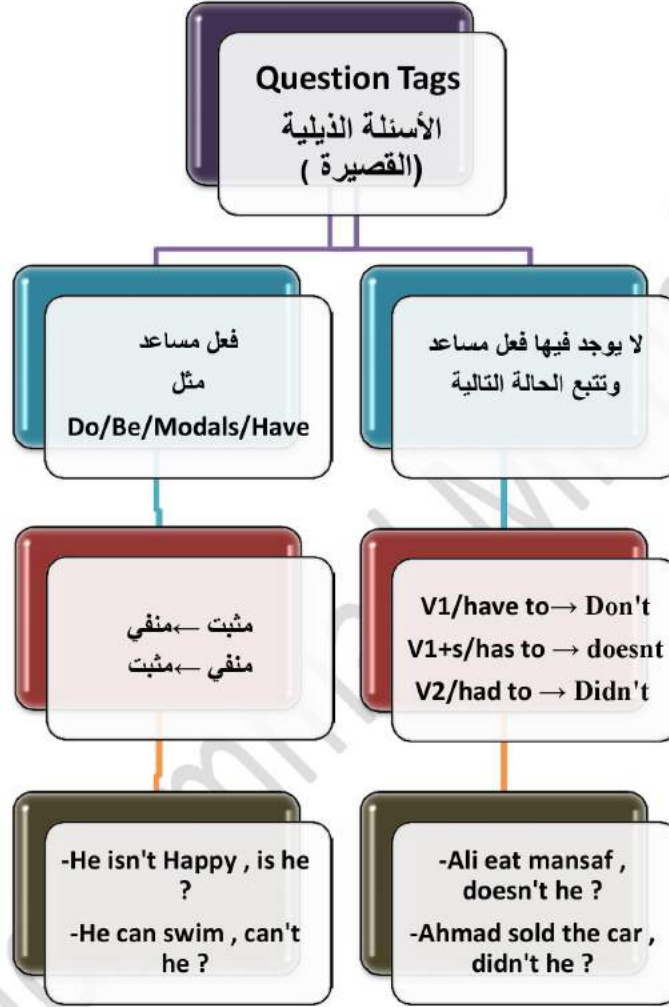 Question Tags
الأسئلة الذيلية
(القصيرة )
فعل مساعد
مثل
Do/Be/Modals/Have
مثبت ←منفي
منفي ←مثبت
-He isn't Happy , is he
?
-He can swim , can't
he ?
لا يوجد فيها فعل مساعد
وتتبع الحالة التالية
V1/have to→ Don't
V1+s/has to → doesnt
V2/had to → Didn't
-Ali eat mansaf ,
doesn't he ?
-Ahmad sold the car ,
didn't he ?